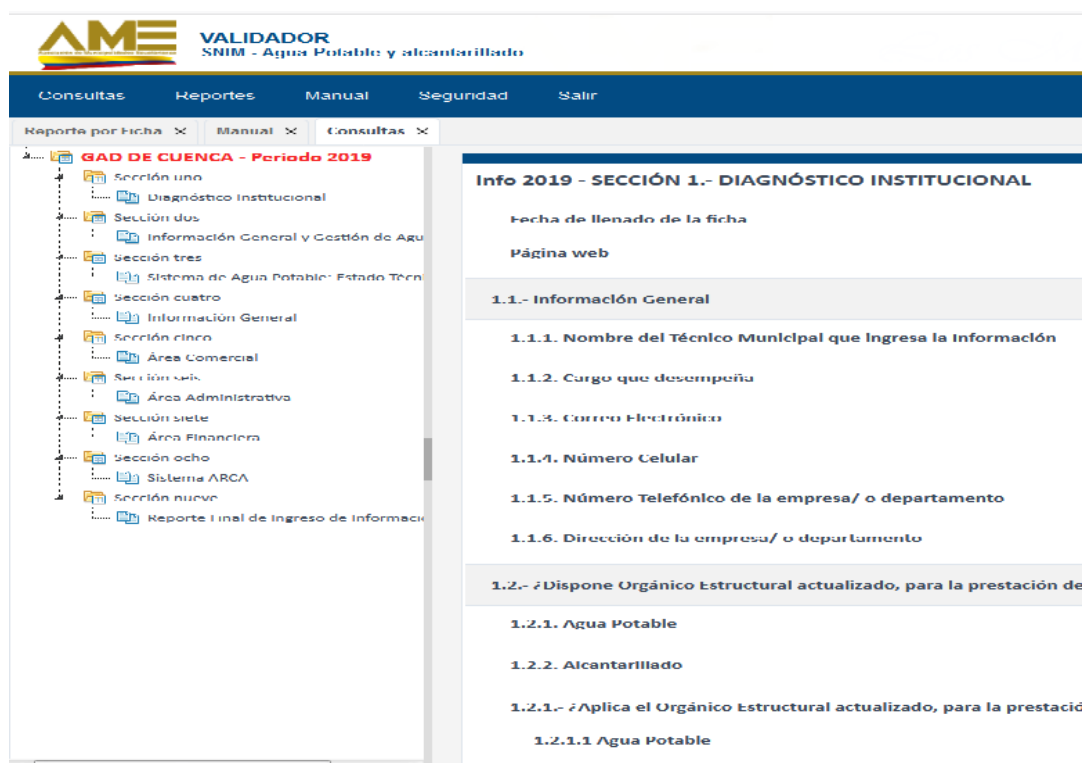 AME
VALIDADOR
SNIM - Agua Potable y alcantarillado
Consultas Reportes Manual Seguridad Salir
Reporte por Ficha Manual Consultas
GAD DE CUENCA - Periodo 2019
Sección uno
Diagnóstico Institucional
Sección dos
Información General y Gestión de Agu
Sección tres
Sistema de Agua Potable: Estado Técni
Sección cuatro
Información General
Sección cinco
Área Comercial
Sección seis
Área Administrativa
Sección siete
Área Financiera
Sección ocho
Sistema ARCA
Sección nueve
Reporte Final de Ingreso de Informaci
Info 2019 - SECCIÓN 1.- DIAGNÓSTICO INSTITUCIONAL
Fecha de llenado de la ficha
Página web
1.1.- Información General
1.1.1. Nombre del Técnico Municipal que ingresa la Información
1.1.2. Cargo que desempeña
1.1.3. Correo Electrónico
1.1.4. Número Celular
1.1.5. Número Telefónico de la empresa/ o departamento
1.1.6. Dirección de la empresa/ o departamento
1.2.- ¿Dispone Orgánico Estructural actualizado, para la prestación de
1.2.1. Agua Potable
1.2.2. Alcantarillado
1.2.1.- ¿Aplica el Orgánico Estructural actualizado, para la prestació
1.2.1.1 Agua Potable